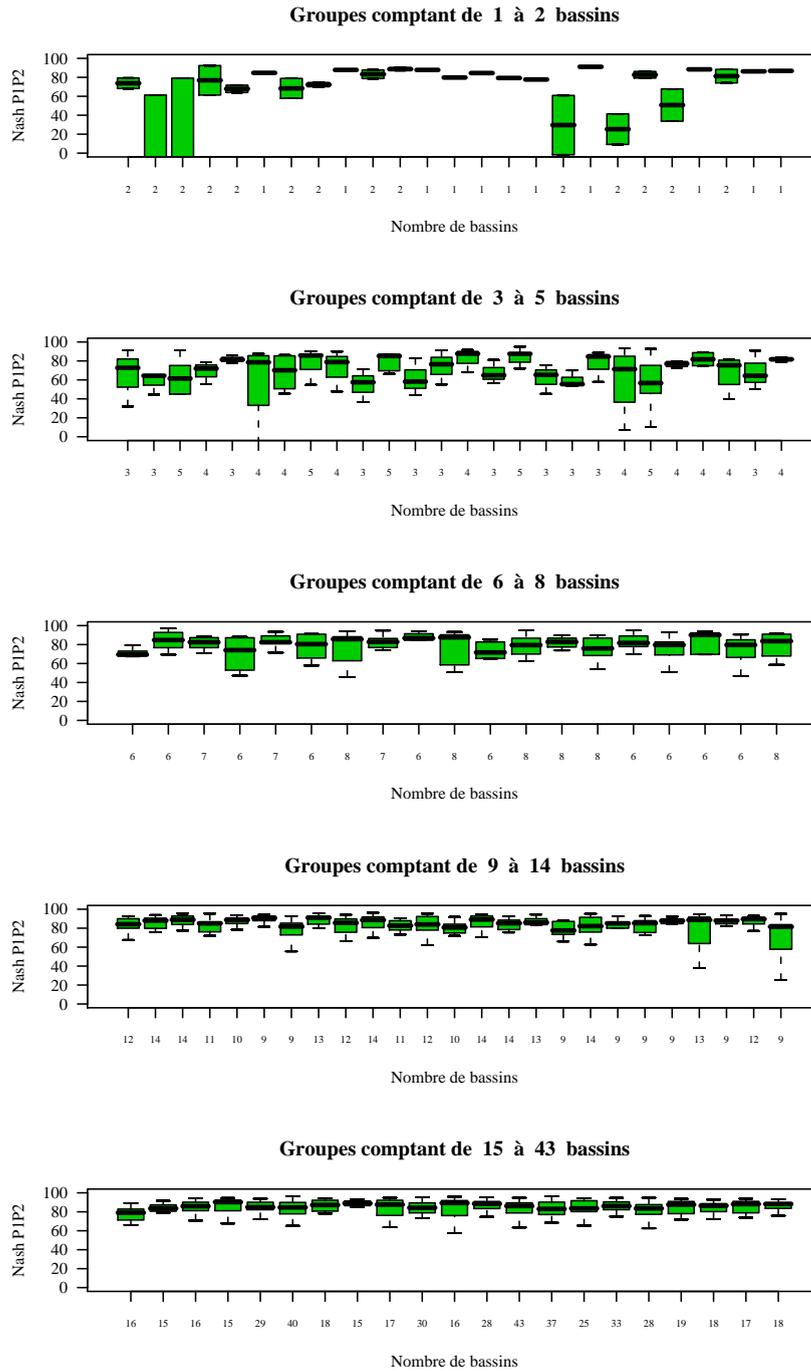 Groupes comptant de 1 à 2 bassins
100
80
60
40
20
0
Nash P1P2
2 2 2 2 2 1 2 2 1 2 2 1 1 1 1 1 2 1 2 2 2 1 2 1 1
Nombre de bassins
Groupes comptant de 3 à 5 bassins
100
80
60
40
20
0
Nash P1P2
3 3 5 4 3 4 4 5 4 3 5 3 3 4 3 5 3 3 3 4 5 4 4 4 3 4
Nombre de bassins
Groupes comptant de 6 à 8 bassins
100
80
60
40
20
0
Nash P1P2
6 6 7 6 7 6 8 7 6 8 6 8 8 8 6 6 6 6 8
Nombre de bassins
Groupes comptant de 9 à 14 bassins
100
80
60
40
20
0
Nash P1P2
12 14 14 11 10 9 9 13 12 14 11 12 10 14 14 13 9 14 9 9 9 13 9 12 9
Nombre de bassins
Groupes comptant de 15 à 43 bassins
100
80
60
40
20
0
Nash P1P2
16 15 16 15 29 40 18 15 17 30 16 28 43 37 25 33 28 19 18 17 18
Nombre de bassins